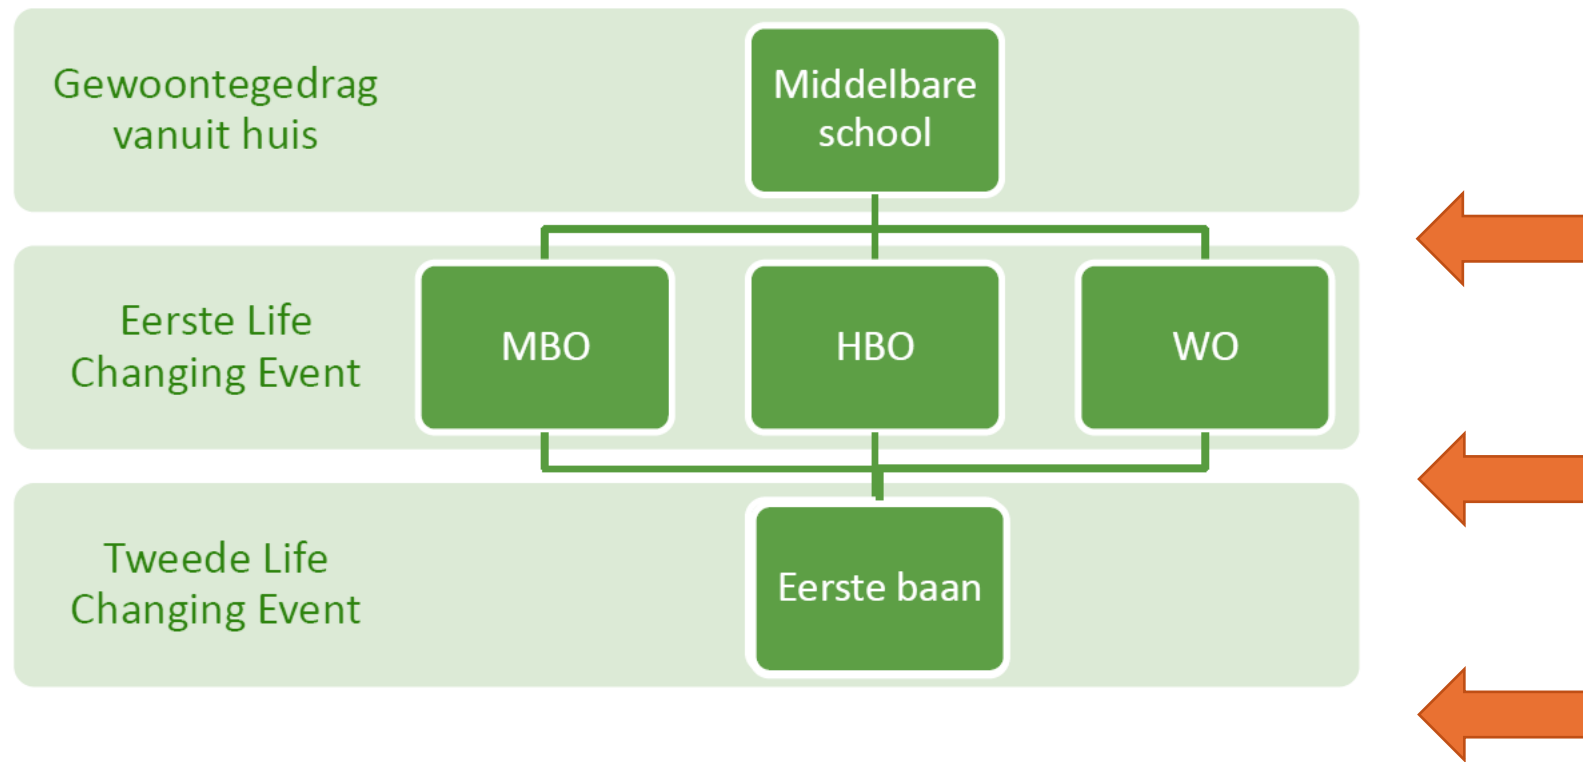 Gewoontegedrag
vanuit huis
Middelbare
school
Eerste Life
Changing Event
MBO
HBO
WO
Tweede Life
Changing Event
Eerste baan